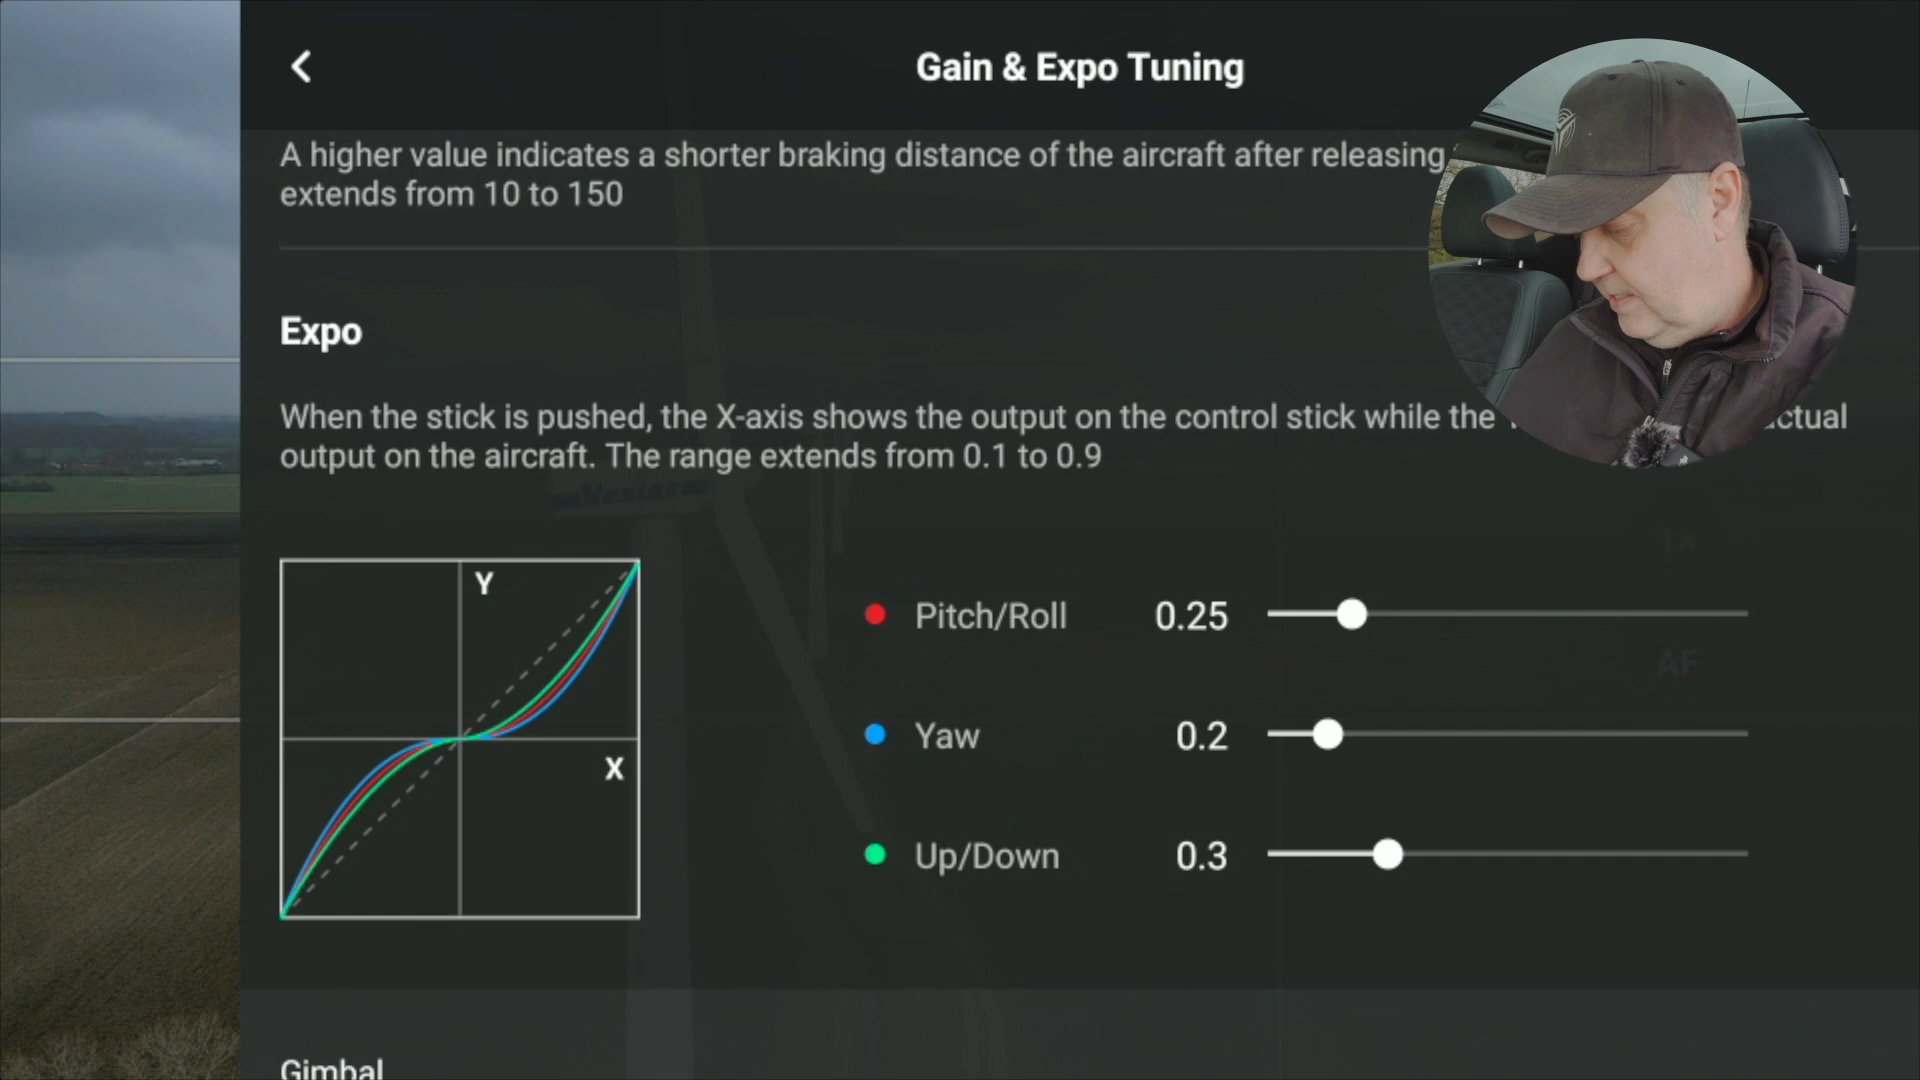 Gain & Expo Tuning
A higher value indicates a shorter braking distance of the aircraft after releasing
extends from 10 to 150
Expo
When the stick is pushed, the X-axis shows the output on the control stick while the ctual
output on the aircraft. The range extends from 0.1 to 0.9
Vestas
Y
X
Pitch/Roll 0.25
AF
Yaw 0.2
Up/Down 0.3
Gimbal